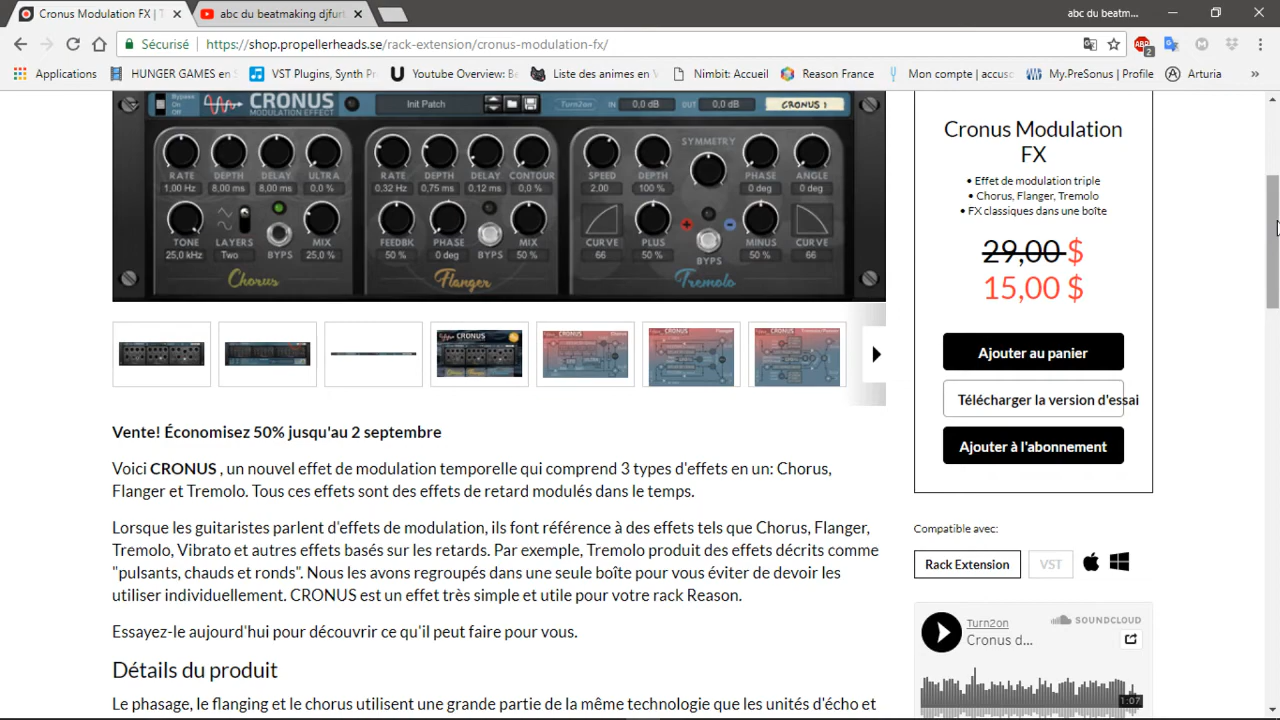 Cronus Modulation FX | T
abc du beatmaking djfurt
abc du beatm...
Sécurisé
https://shop.propellerheads.se/rack-extension/cronus-modulation-fx/
ABP
2
Applications
HUNGER GAMES en S
VST Plugins, Synth Pr
Youtube Overview: Be
Liste des animes en V
Nimbit: Accueil
Reason France
Mon compte | accusc
My.PreSonus | Profile
Arturia
»
Bypass
On
Off
CRONUS
MODULATION EFFECT
Init Patch
Turn2on
IN 0,0 dB OUT 0,0 dB
CRONUS 1
RATE DEPTH DELAY ULTRA
1,00 Hz 8,00 ms 8,00 ms 0,0 %
TONE LAYERS BYPS MIX
25,0 kHz Two 25,0 %
Chorus
RATE DEPTH DELAY CONTOUR
0,32 Hz 0,75 ms 0,12 ms 0,0 %
FEEDBK PHASE BYPS MIX
50 % 0 deg 50 %
Flanger
SYMMETRY
SPEED DEPTH PHASE ANGLE
2.00 100 % 0 deg 0 deg
CURVE PLUS BYPS MINUS CURVE
66 50 % 50 % 66
Tremolo
Vente! Économisez 50% jusqu'au 2 septembre
Voici CRONUS , un nouvel effet de modulation temporelle qui comprend 3 types d'effets en un: Chorus,
Flanger et Tremolo. Tous ces effets sont des effets de retard modulés dans le temps.
Lorsque les guitaristes parlent d'effets de modulation, ils font référence à des effets tels que Chorus, Flanger,
Tremolo, Vibrato et autres effets basés sur les retards. Par exemple, Tremolo produit des effets décrits comme
"pulsants, chauds et ronds". Nous les avons regroupés dans une seule boîte pour vous éviter de devoir les
utiliser individuellement. CRONUS est un effet très simple et utile pour votre rack Reason.
Essayez-le aujourd'hui pour découvrir ce qu'il peut faire pour vous.
Détails du produit
Le phasage, le flanging et le chorus utilisent une grande partie de la même technologie que les unités d'écho et
Cronus Modulation
FX
• Effet de modulation triple
• Chorus, Flanger, Tremolo
• FX classiques dans une boîte
29,00 $
15,00 $
Ajouter au panier
Télécharger la version d'essai
Ajouter à l'abonnement
Compatible avec:
Rack Extension
VST
Turn2on
SOUNDCLOUD
Cronus d...
1:07